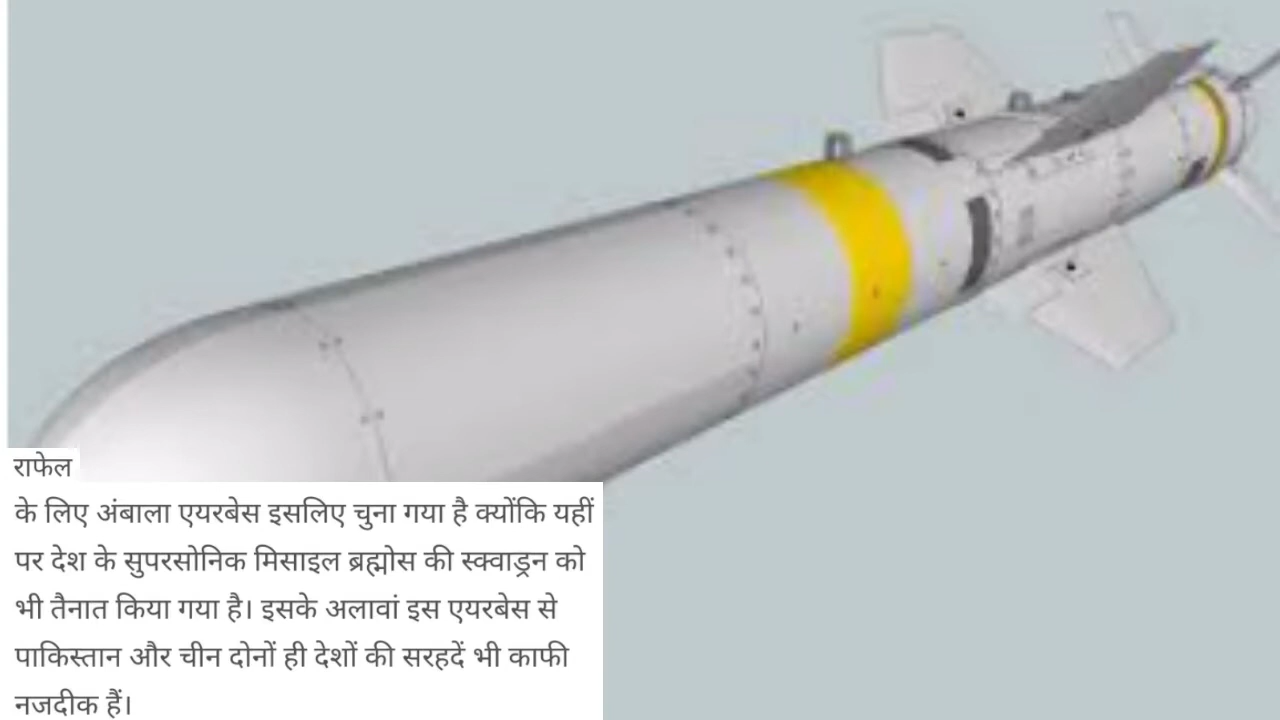 राफेल
के लिए अंबाला एयरबेस इसलिए चुना गया है क्योंकि यहीं
पर देश के सुपरसोनिक मिसाइल ब्रह्मोस की स्क्वाड्रन को
भी तैनात किया गया है। इसके अलावां इस एयरबेस से
पाकिस्तान और चीन दोनों ही देशों की सरहदें भी काफी
नजदीक हैं।